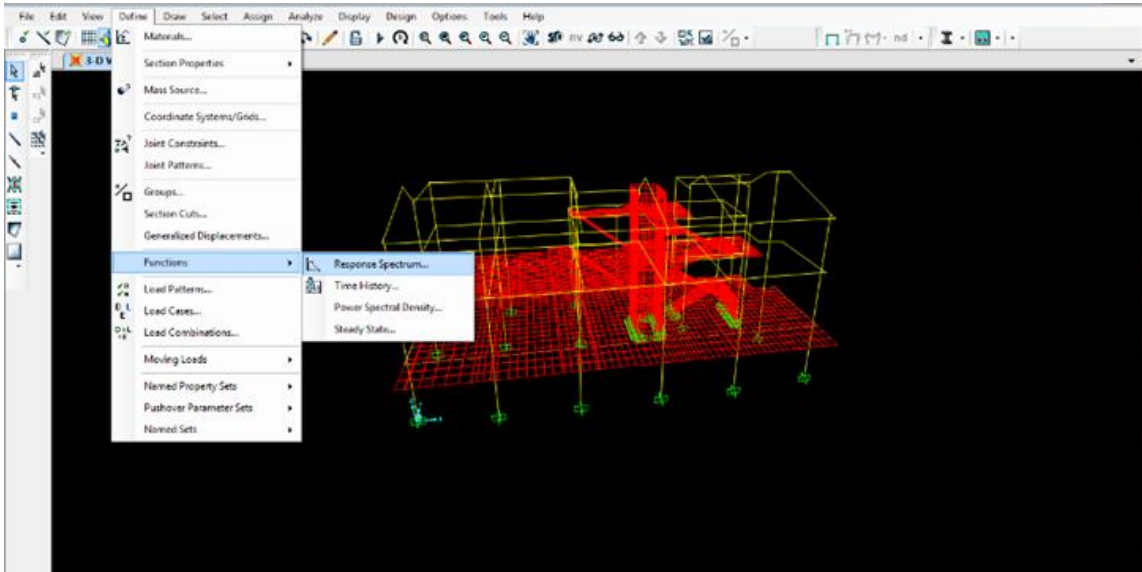 File Edit View Define Draw Select Assign Analyze Display Design Options Tools Help
nv
nd
3-D V
Materials...
Section Properties
Mass Source...
Coordinate Systems/Grids...
Joint Constraints...
Joint Patterns...
Groups...
Section Cuts...
Generalized Displacements...
Functions
Response Spectrum...
Time History...
Power Spectral Density...
Steady State...
Load Patterns...
Load Cases...
Load Combinations...
Moving Loads
Named Property Sets
Pushover Parameter Sets
Named Sets